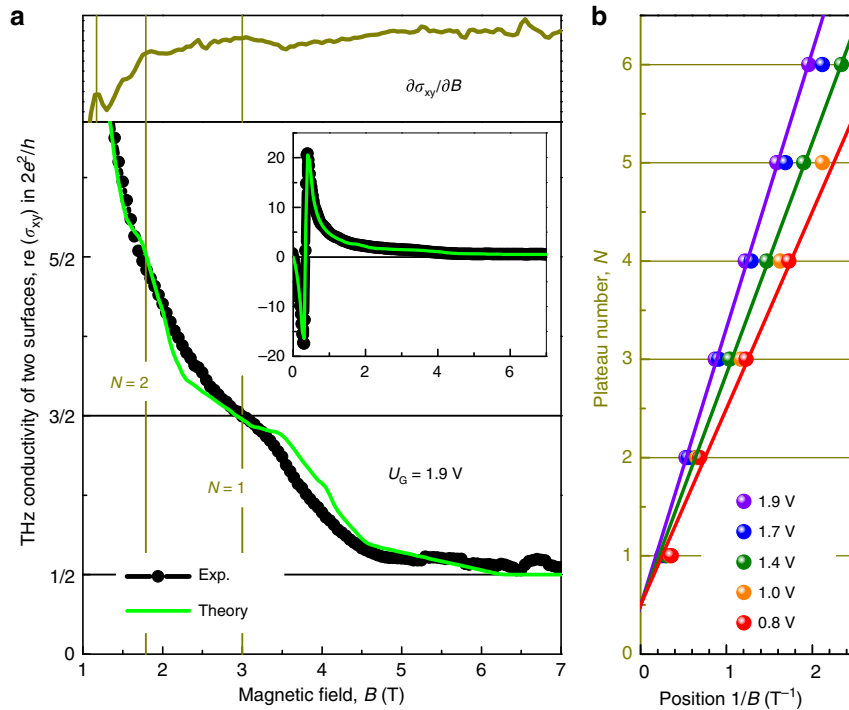 a
∂σxy/∂B
THz conductivity of two surfaces, re (σxy) in 2e²/h
5/2
3/2
1/2
0
20
10
0
−10
−20
0
2
4
6
N = 2
N = 1
UG = 1.9 V
Exp.
Theory
1
2
3
4
5
6
7
Magnetic field, B (T)
b
Plateau number, N
6
5
4
3
2
1
0
1.9 V
1.7 V
1.4 V
1.0 V
0.8 V
0
1
2
Position 1/B (T⁻¹)